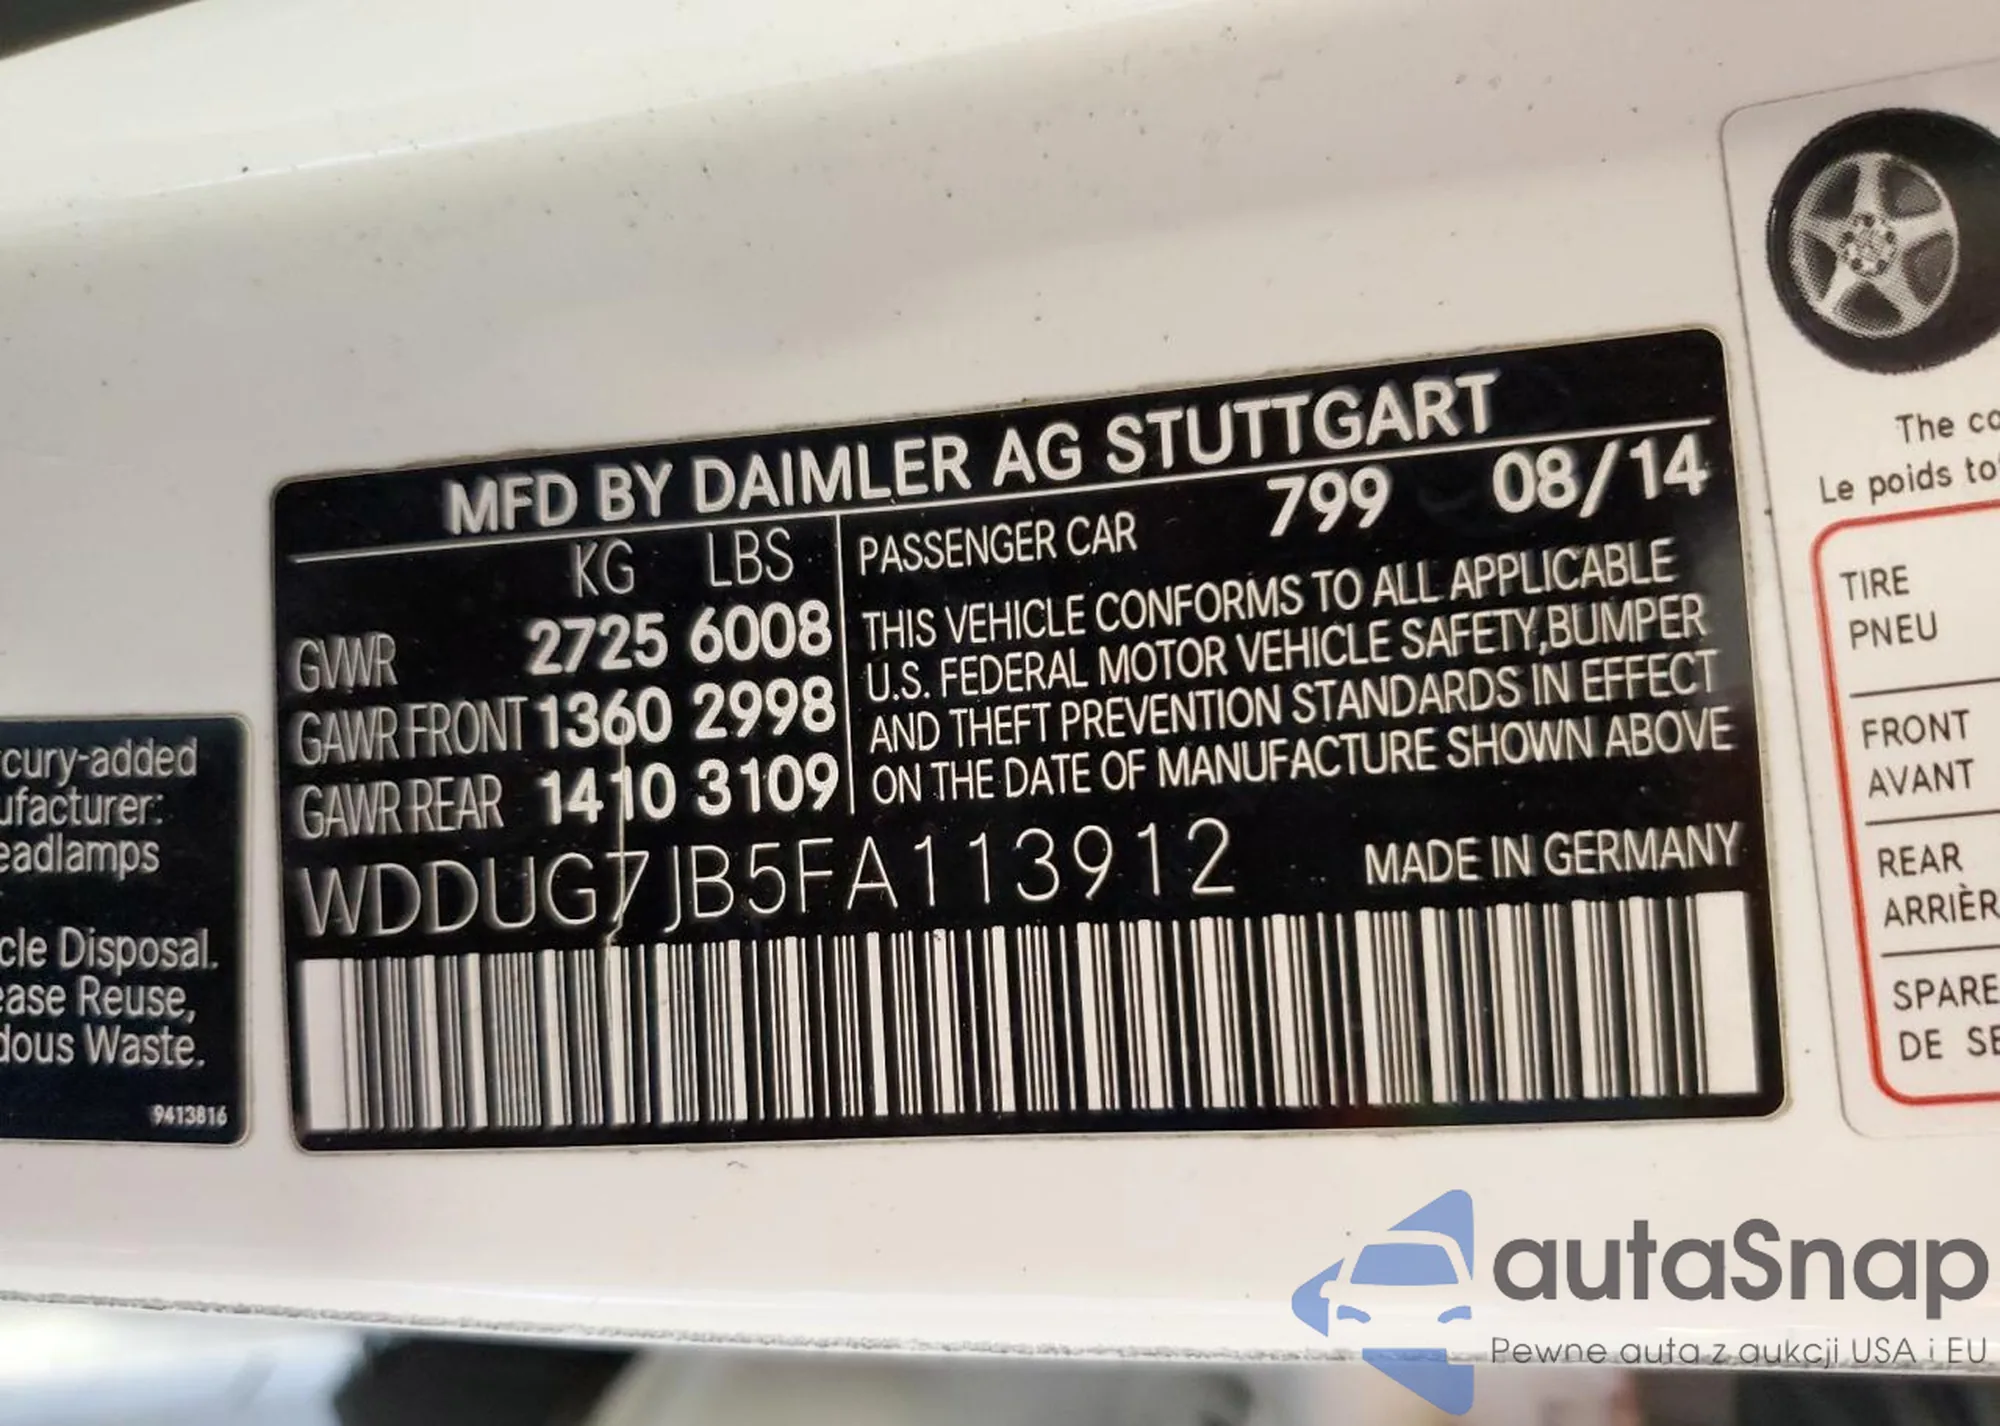 MFD BY DAIMLER AG STUTTGART
KG LBS
GVWR 2725 6008
GAWR FRONT 1360 2998
GAWR REAR 1410 3109
PASSENGER CAR 799 08/14
THIS VEHICLE CONFORMS TO ALL APPLICABLE
U.S. FEDERAL MOTOR VEHICLE SAFETY,BUMPER
AND THEFT PREVENTION STANDARDS IN EFFECT
ON THE DATE OF MANUFACTURE SHOWN ABOVE
WDDUG7JB5FA113912
MADE IN GERMANY
cury-added
ufacturer:
eadlamps
cle Disposal.
ease Reuse,
dous Waste.
9413816
The co
Le poids tot
TIRE
PNEU
FRONT
AVANT
REAR
ARRIÈR
SPARE
DE SE
autaSnap
Pewne auta z aukcji USA i EU